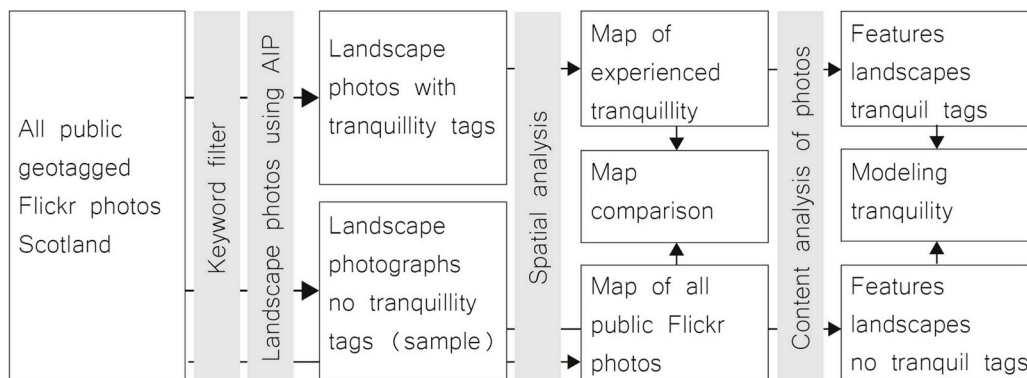 All public
geotagged
Flickr photos
Scotland
Keyword filter
Landscape photos using AIP
Landscape
photos with
tranquillity tags
Landscape
photographs
no tranquillity
tags (sample)
Spatial analysis
Map of
experienced
tranquillity
Map
comparison
Map of all
public Flickr
photos
Content analysis of photos
Features
landscapes
tranquil tags
Modeling
tranquility
Features
landscapes
no tranquil tags